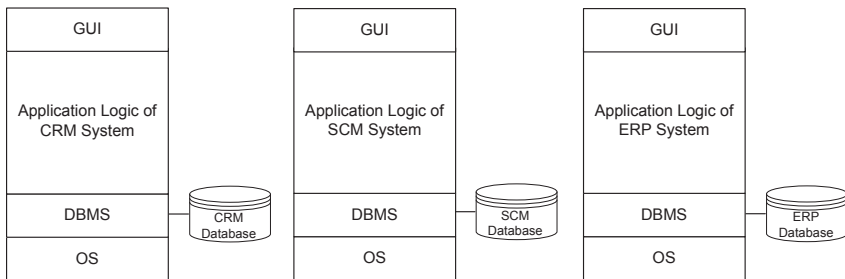 GUI
Application Logic of
CRM System
DBMS
OS
CRM
Database
GUI
Application Logic of
SCM System
DBMS
OS
SCM
Database
GUI
Application Logic of
ERP System
DBMS
OS
ERP
Database